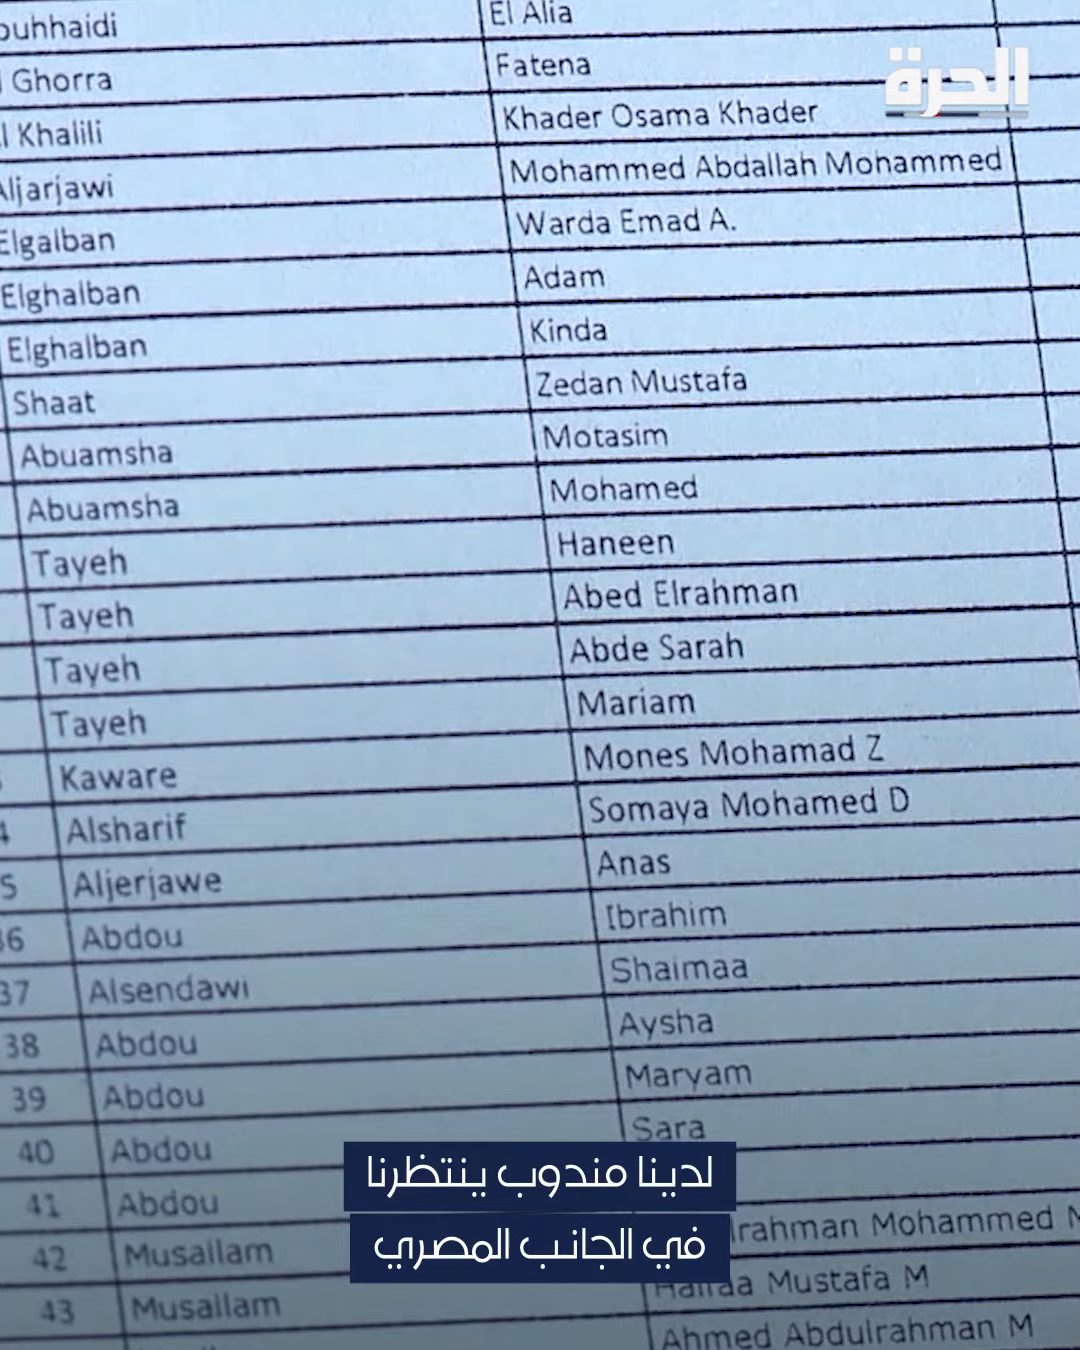 الحرة
El Alia
Ghorra Fatena
Khalili Khader Osama Khader
Aljarjawi Mohammed Abdallah Mohammed
Elgalban Warda Emad A.
Elghalban Adam
Elghalban Kinda
Shaat Zedan Mustafa
Abuamsha Motasim
Abuamsha Mohamed
Tayeh Haneen
Tayeh Abed Elrahman
Tayeh Abde Sarah
Tayeh Mariam
Kaware Mones Mohamad Z
Alsharif Somaya Mohamed D
Aljerjawe Anas
36 Abdou Ibrahim
37 Alsendawi Shaimaa
38 Abdou Aysha
39 Abdou Maryam
40 Abdou Sara
41 Abdou
42 Musallam Mohammed
43 Musallam Mustafa M
Ahmed Abdulrahman M
لدينا مندوب ينتظرنا
في الجانب المصري